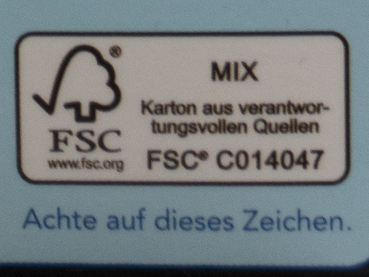 ®
FSC
www.fsc.org
MIX
Karton aus verantwor-
tungsvollen Quellen
FSC® C014047
Achte auf dieses Zeichen.